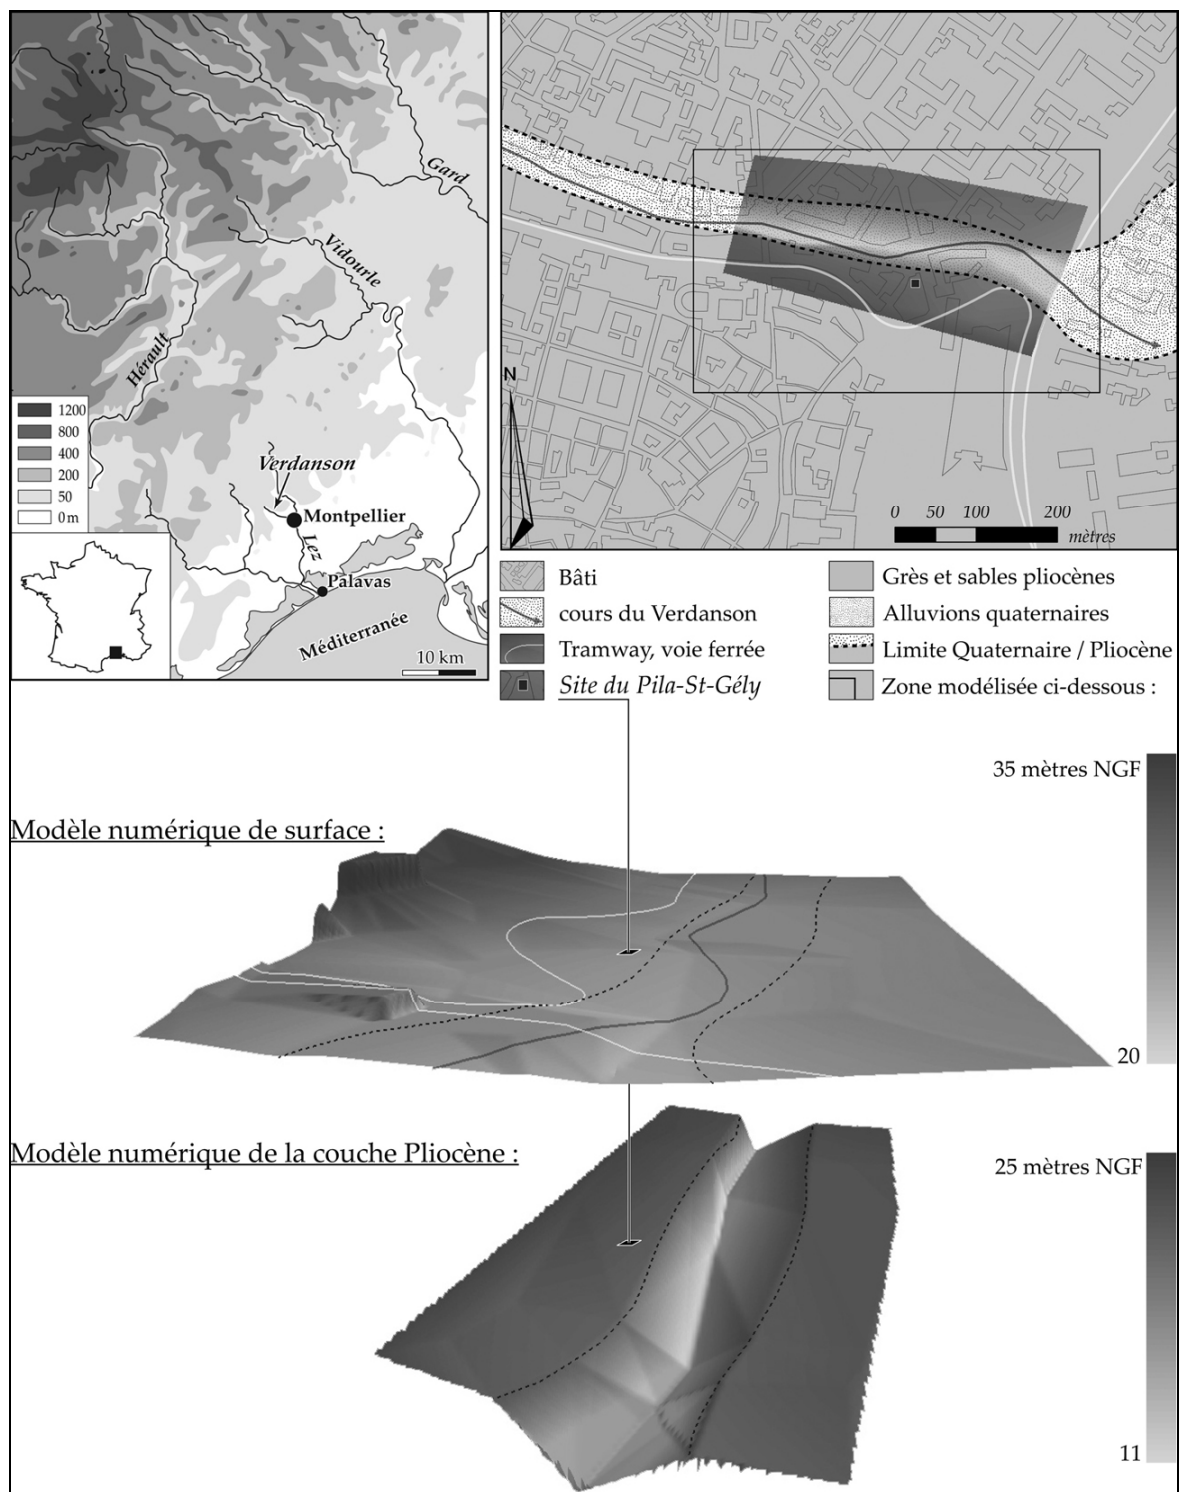 Gard
Vidourle
Hérault
1200
800
400
200
50
0 m
Verdanson
Montpellier
Lez
Palavas
Méditerranée
10 km
N
0 50 100 200
mètres
Bâti
cours du Verdanson
Tramway, voie ferrée
Site du Pila-St-Gély
Grès et sables pliocènes
Alluvions quaternaires
Limite Quaternaire / Pliocène
Zone modélisée ci-dessous :
35 mètres NGF
Modèle numérique de surface :
20
Modèle numérique de la couche Pliocène :
25 mètres NGF
11